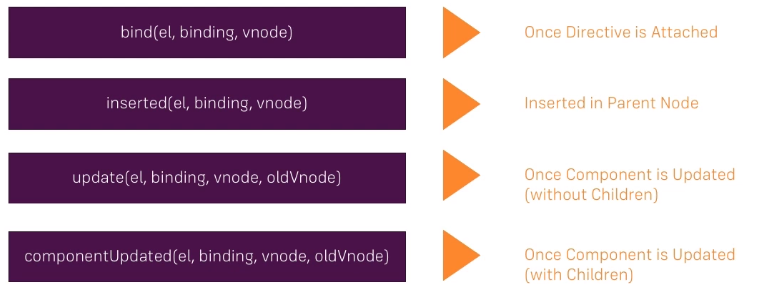 bind(el, binding, vnode)
Once Directive is Attached
inserted(el, binding, vnode)
Inserted in Parent Node
update(el, binding, vnode, oldVnode)
Once Component is Updated
(without Children)
componentUpdated(el, binding, vnode, oldVnode)
Once Component is Updated
(with Children)